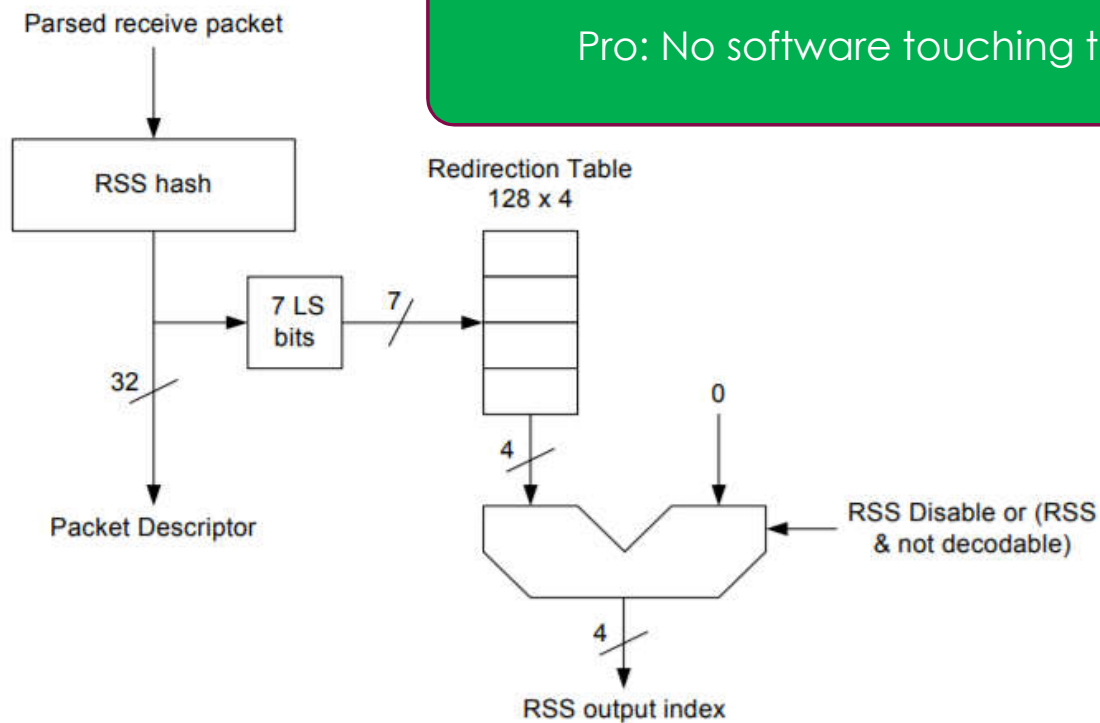 Pro: No software touching t
Parsed receive packet
RSS hash
Redirection Table
128 x 4
7 LS
bits
7
32
4
0
Packet Descriptor
RSS Disable or (RSS
& not decodable)
4
RSS output index